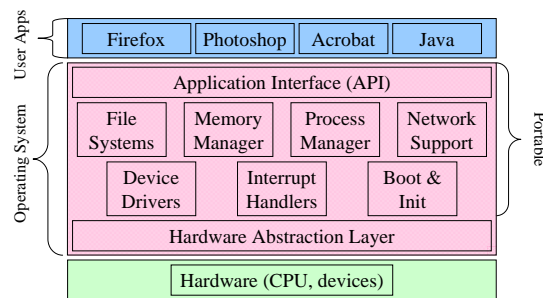 User Apps
Firefox
Photoshop
Acrobat
Java
Operating System
Application Interface (API)
File
Systems
Memory
Manager
Process
Manager
Network
Support
Device
Drivers
Interrupt
Handlers
Boot &
Init
Hardware Abstraction Layer
Portable
Hardware (CPU, devices)